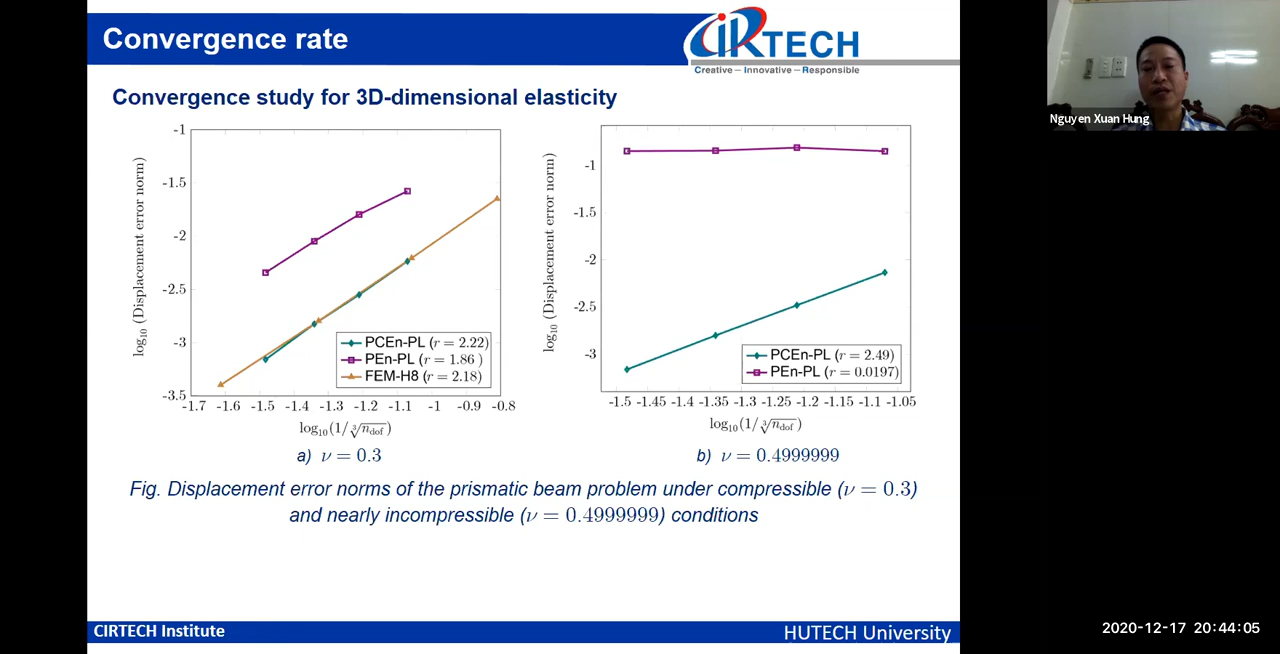 Convergence rate
CIRTECH
Creative – Innovative – Responsible
Nguyen Xuan Hung
Convergence study for 3D-dimensional elasticity
log₁₀ (Displacement error norm)
-1
-1.5
-2
-2.5
-3
-3.5
PCEn-PL (r = 2.22)
PEn-PL (r = 1.86 )
FEM-H8 (r = 2.18)
-1.7 -1.6 -1.5 -1.4 -1.3 -1.2 -1.1 -1 -0.9 -0.8
log₁₀(1/∛n_dof)
a) ν = 0.3
log₁₀ (Displacement error norm)
-1
-1.5
-2
-2.5
-3
PCEn-PL (r = 2.49)
PEn-PL (r = 0.0197)
-1.5 -1.45 -1.4 -1.35 -1.3 -1.25 -1.2 -1.15 -1.1 -1.05
log₁₀(1/∛n_dof)
b) ν = 0.4999999
Fig. Displacement error norms of the prismatic beam problem under compressible (ν = 0.3)
and nearly incompressible (ν = 0.4999999) conditions
CIRTECH Institute
HUTECH University
2020-12-17 20:44:05